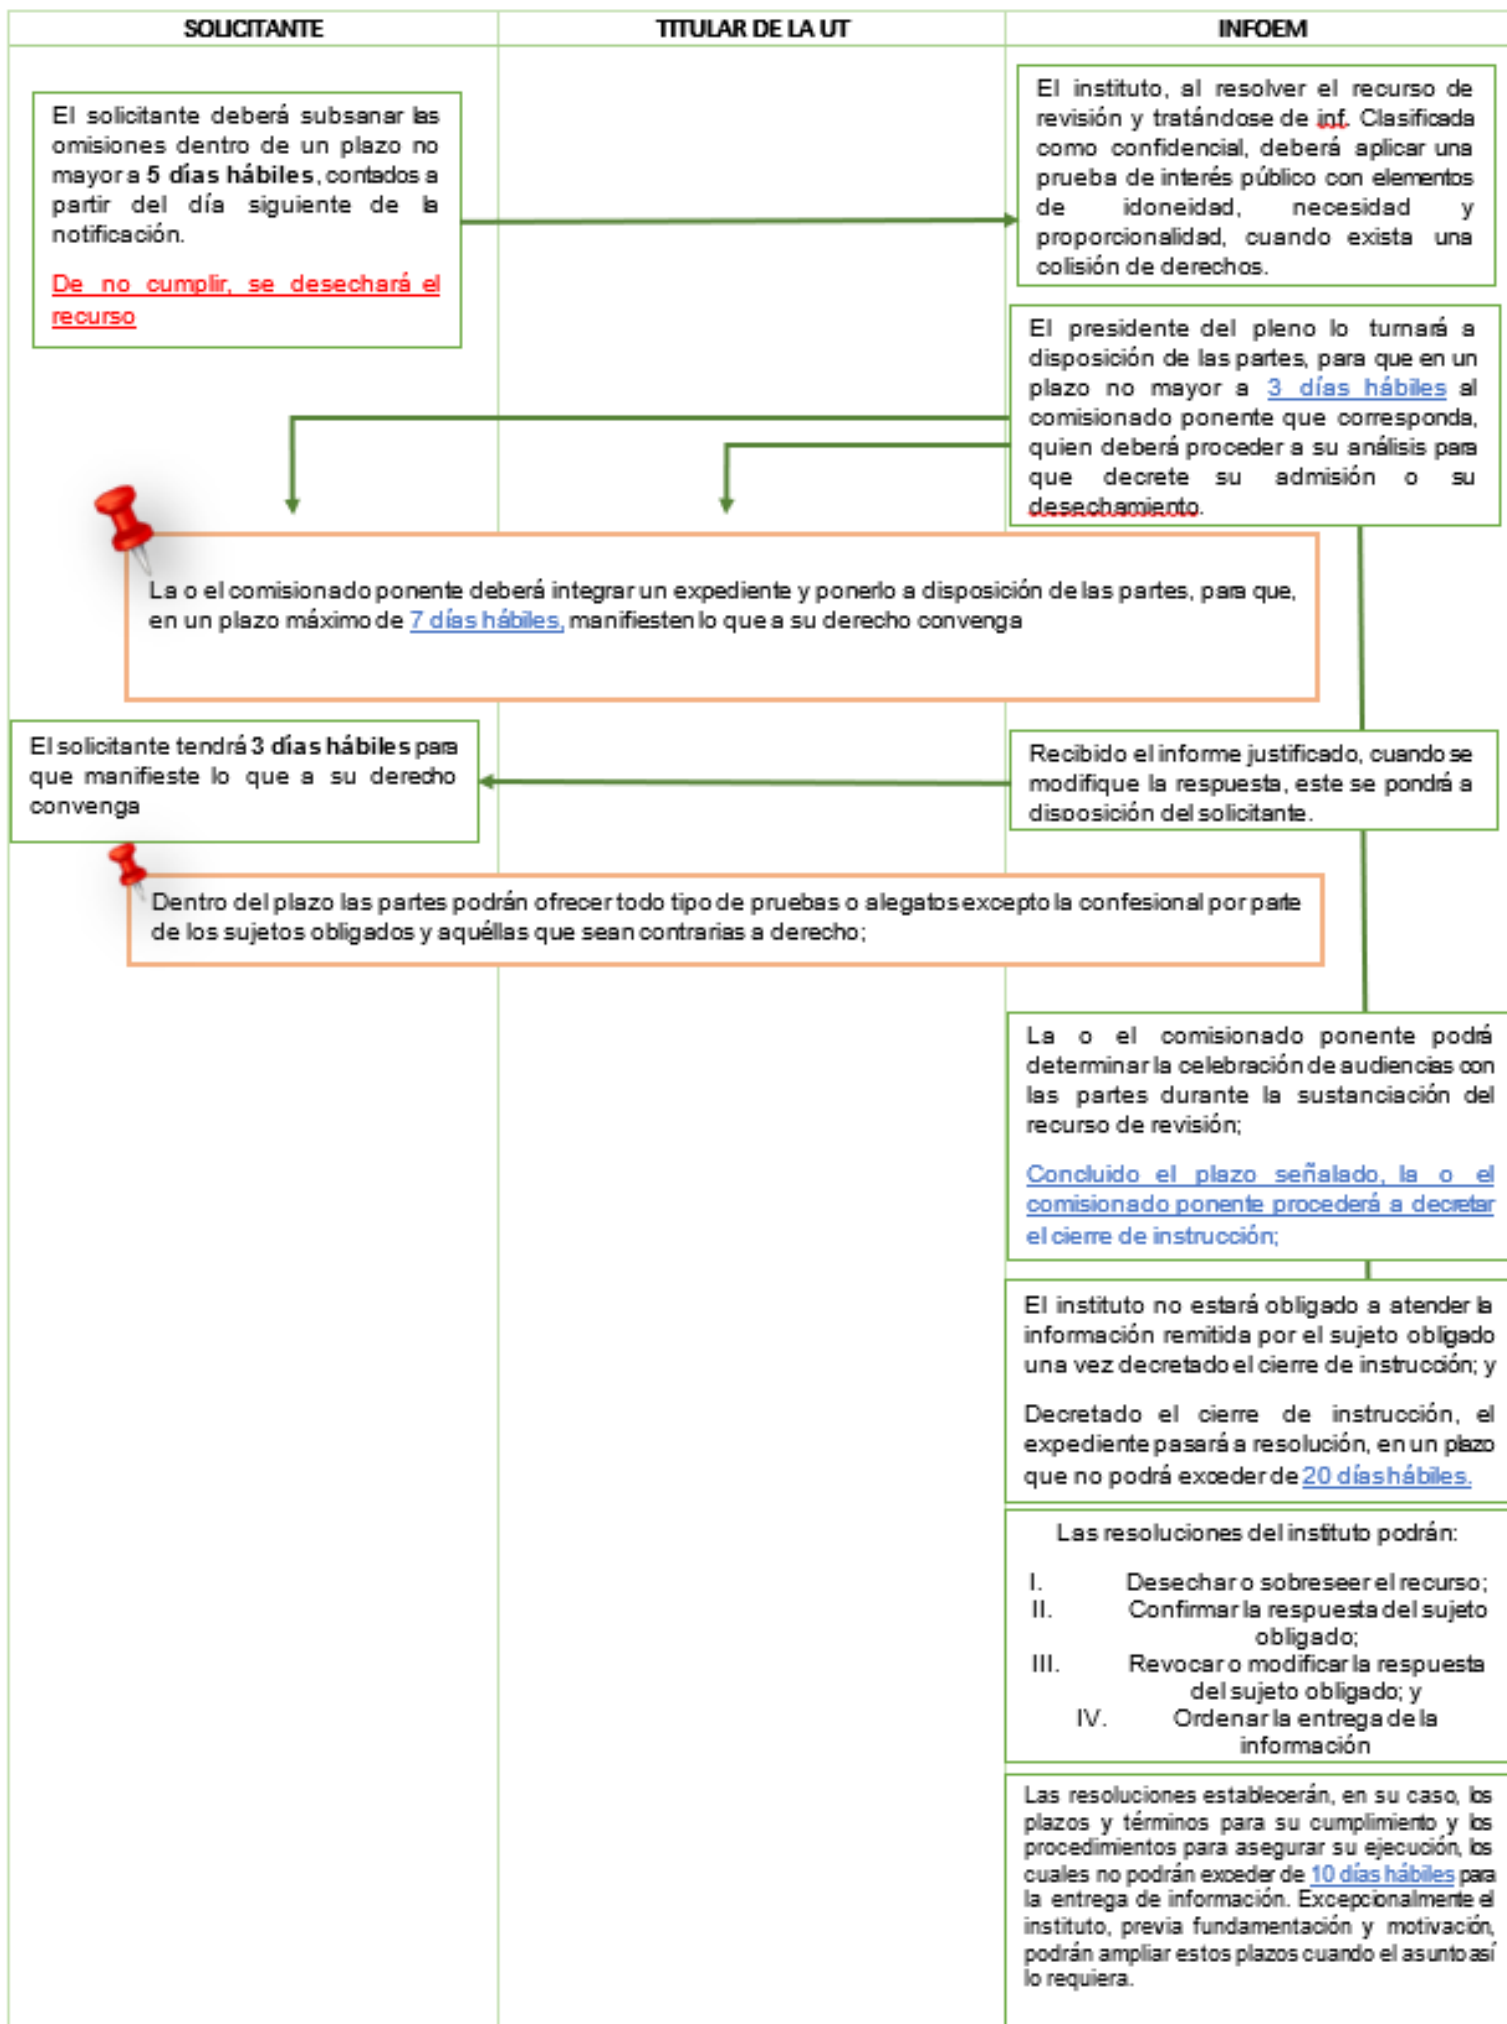 SOLICITANTE
TITULAR DE LA UT
INFOEM
El solicitante deberá subsanar las
omisiones dentro de un plazo no
mayor a 5 días hábiles, contados a
partir del día siguiente de la
notificación.
De no cumplir, se desechará el
recurso
El instituto, al resolver el recurso de
revisión y tratándose de inf. Clasificada
como confidencial, deberá aplicar una
prueba de interés público con elementos
de idoneidad, necesidad y
proporcionalidad, cuando exista una
colisión de derechos.
El presidente del pleno lo turnará a
disposición de las partes, para que en un
plazo no mayor a 3 días hábiles al
comisionado ponente que corresponda,
quien deberá proceder a su análisis para
que decrete su admisión o su
desechamiento.
La o el comisionado ponente deberá integrar un expediente y ponerlo a disposición de las partes, para que,
en un plazo máximo de 7 días hábiles, manifiesten lo que a su derecho convenga
El solicitante tendrá 3 días hábiles para
que manifieste lo que a su derecho
convenga
Recibido el informe justificado, cuando se
modifique la respuesta, este se pondrá a
disposición del solicitante.
Dentro del plazo las partes podrán ofrecer todo tipo de pruebas o alegatos excepto la confesional por parte
de los sujetos obligados y aquéllas que sean contrarias a derecho;
La o el comisionado ponente podrá
determinar la celebración de audiencias con
las partes durante la sustanciación del
recurso de revisión;
Concluido el plazo señalado, la o el
comisionado ponente procederá a decretar
el cierre de instrucción;
El instituto no estará obligado a atender la
información remitida por el sujeto obligado
una vez decretado el cierre de instrucción; y
Decretado el cierre de instrucción, el
expediente pasará a resolución, en un plazo
que no podrá exceder de 20 días hábiles.
Las resoluciones del instituto podrán:
I. Desechar o sobreseer el recurso;
II. Confirmar la respuesta del sujeto
obligado;
III. Revocar o modificar la respuesta
del sujeto obligado; y
IV. Ordenar la entrega de la
información
Las resoluciones establecerán, en su caso, los
plazos y términos para su cumplimiento y los
procedimientos para asegurar su ejecución, los
cuales no podrán exceder de 10 días hábiles para
la entrega de información. Excepcionalmente el
instituto, previa fundamentación y motivación,
podrán ampliar estos plazos cuando el asunto así
lo requiera.